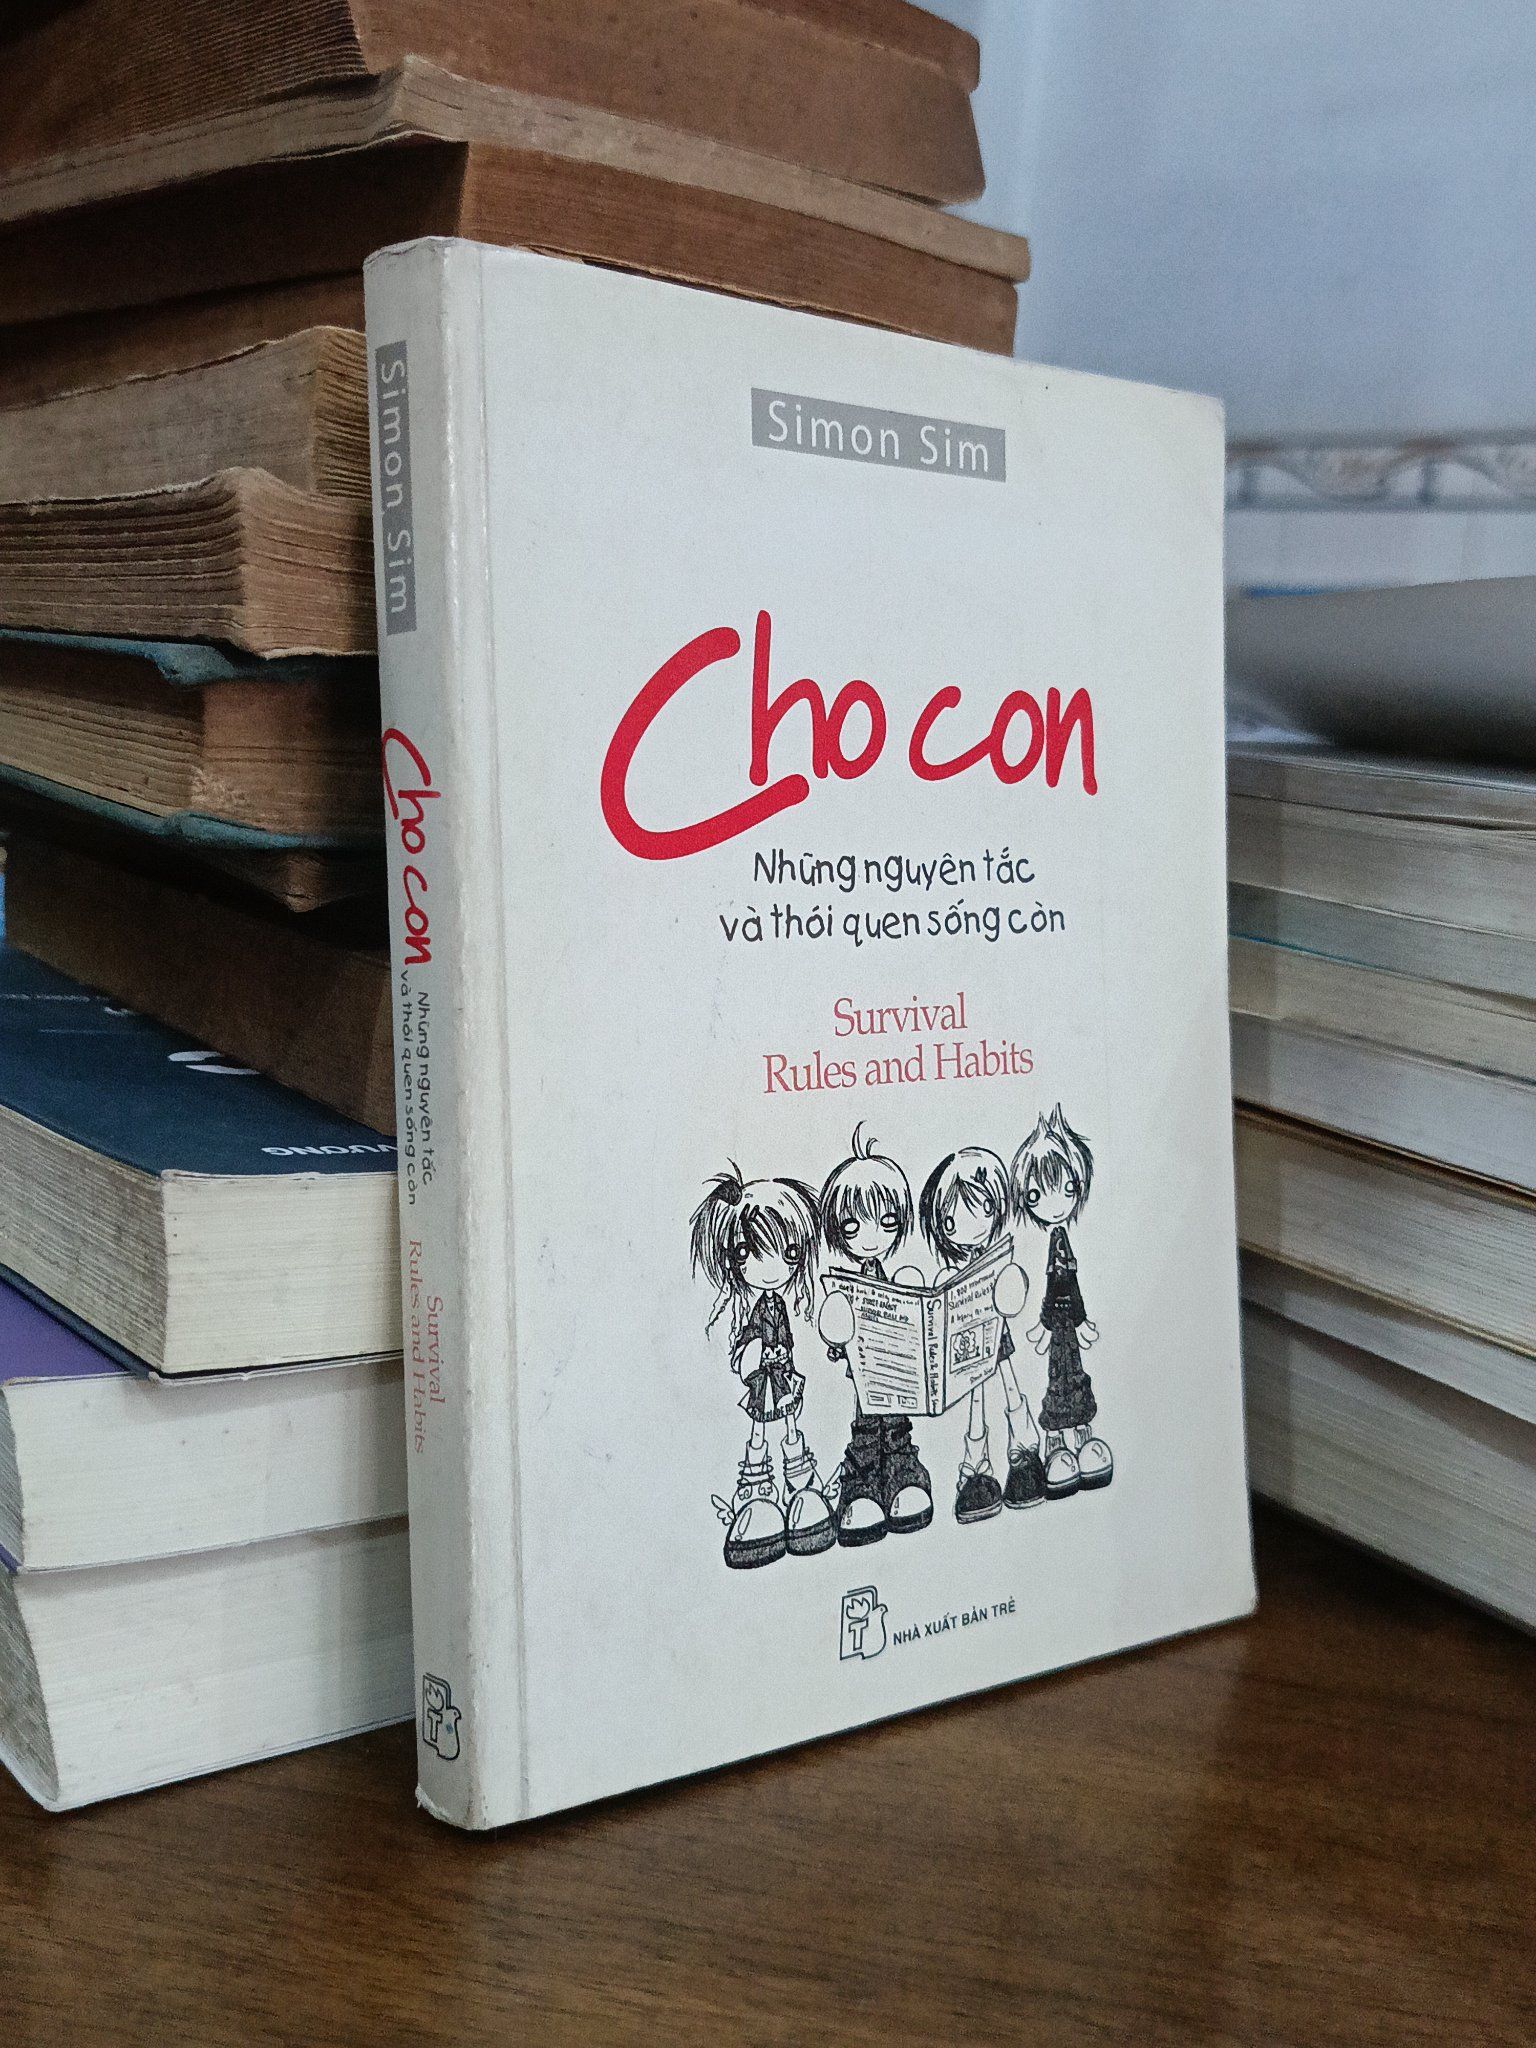 Simon Sim
Cho con
Những nguyên tắc
và thói quen sống còn
Survival
Rules and Habits
NHÀ XUẤT BẢN TRẺ
Simon Sim
Cho con
Những nguyên tắc
và thói quen sống còn
Survival
Rules and Habits
VƯƠNG